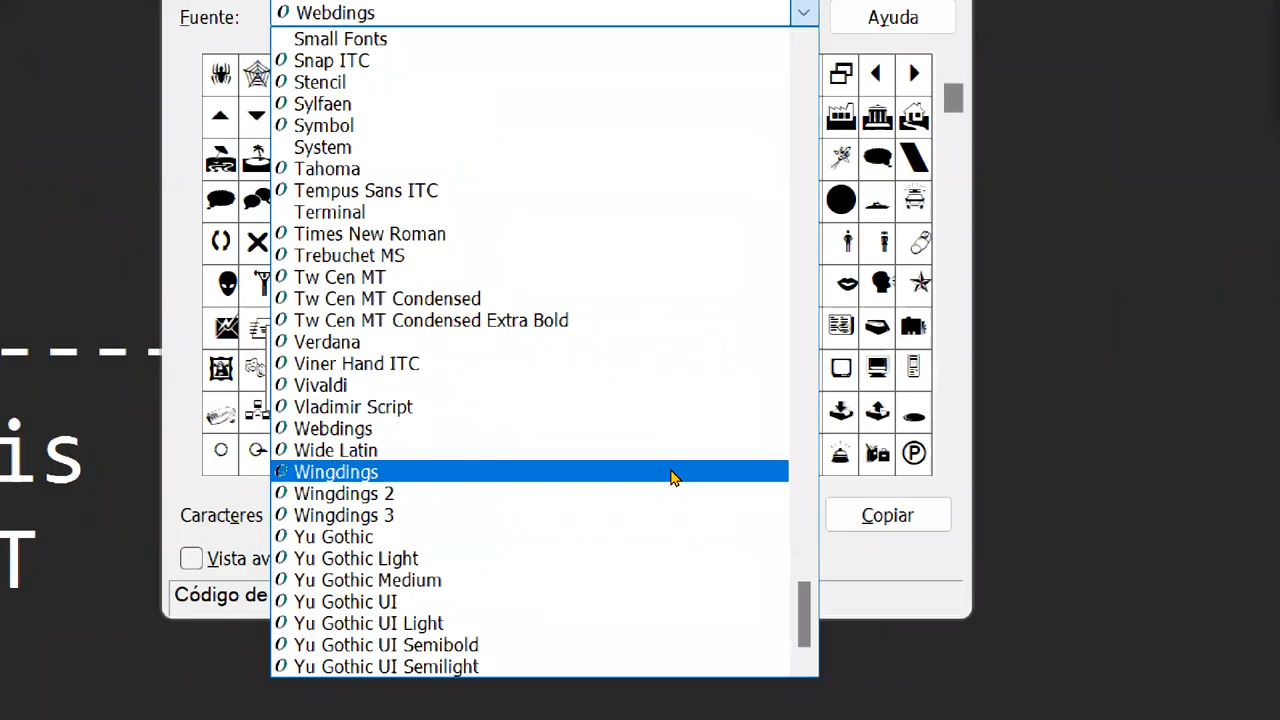 Fuente:
Webdings
Ayuda
Small Fonts
Snap ITC
Stencil
Sylfaen
Symbol
System
Tahoma
Tempus Sans ITC
Terminal
Times New Roman
Trebuchet MS
Tw Cen MT
Tw Cen MT Condensed
Tw Cen MT Condensed Extra Bold
Verdana
Viner Hand ITC
Vivaldi
Vladimir Script
Webdings
Wide Latin
Wingdings
Wingdings 2
Wingdings 3
Yu Gothic
Yu Gothic Light
Yu Gothic Medium
Yu Gothic UI
Yu Gothic UI Light
Yu Gothic UI Semibold
Yu Gothic UI Semilight
Caracteres
Copiar
Vista av
Código de
is
T